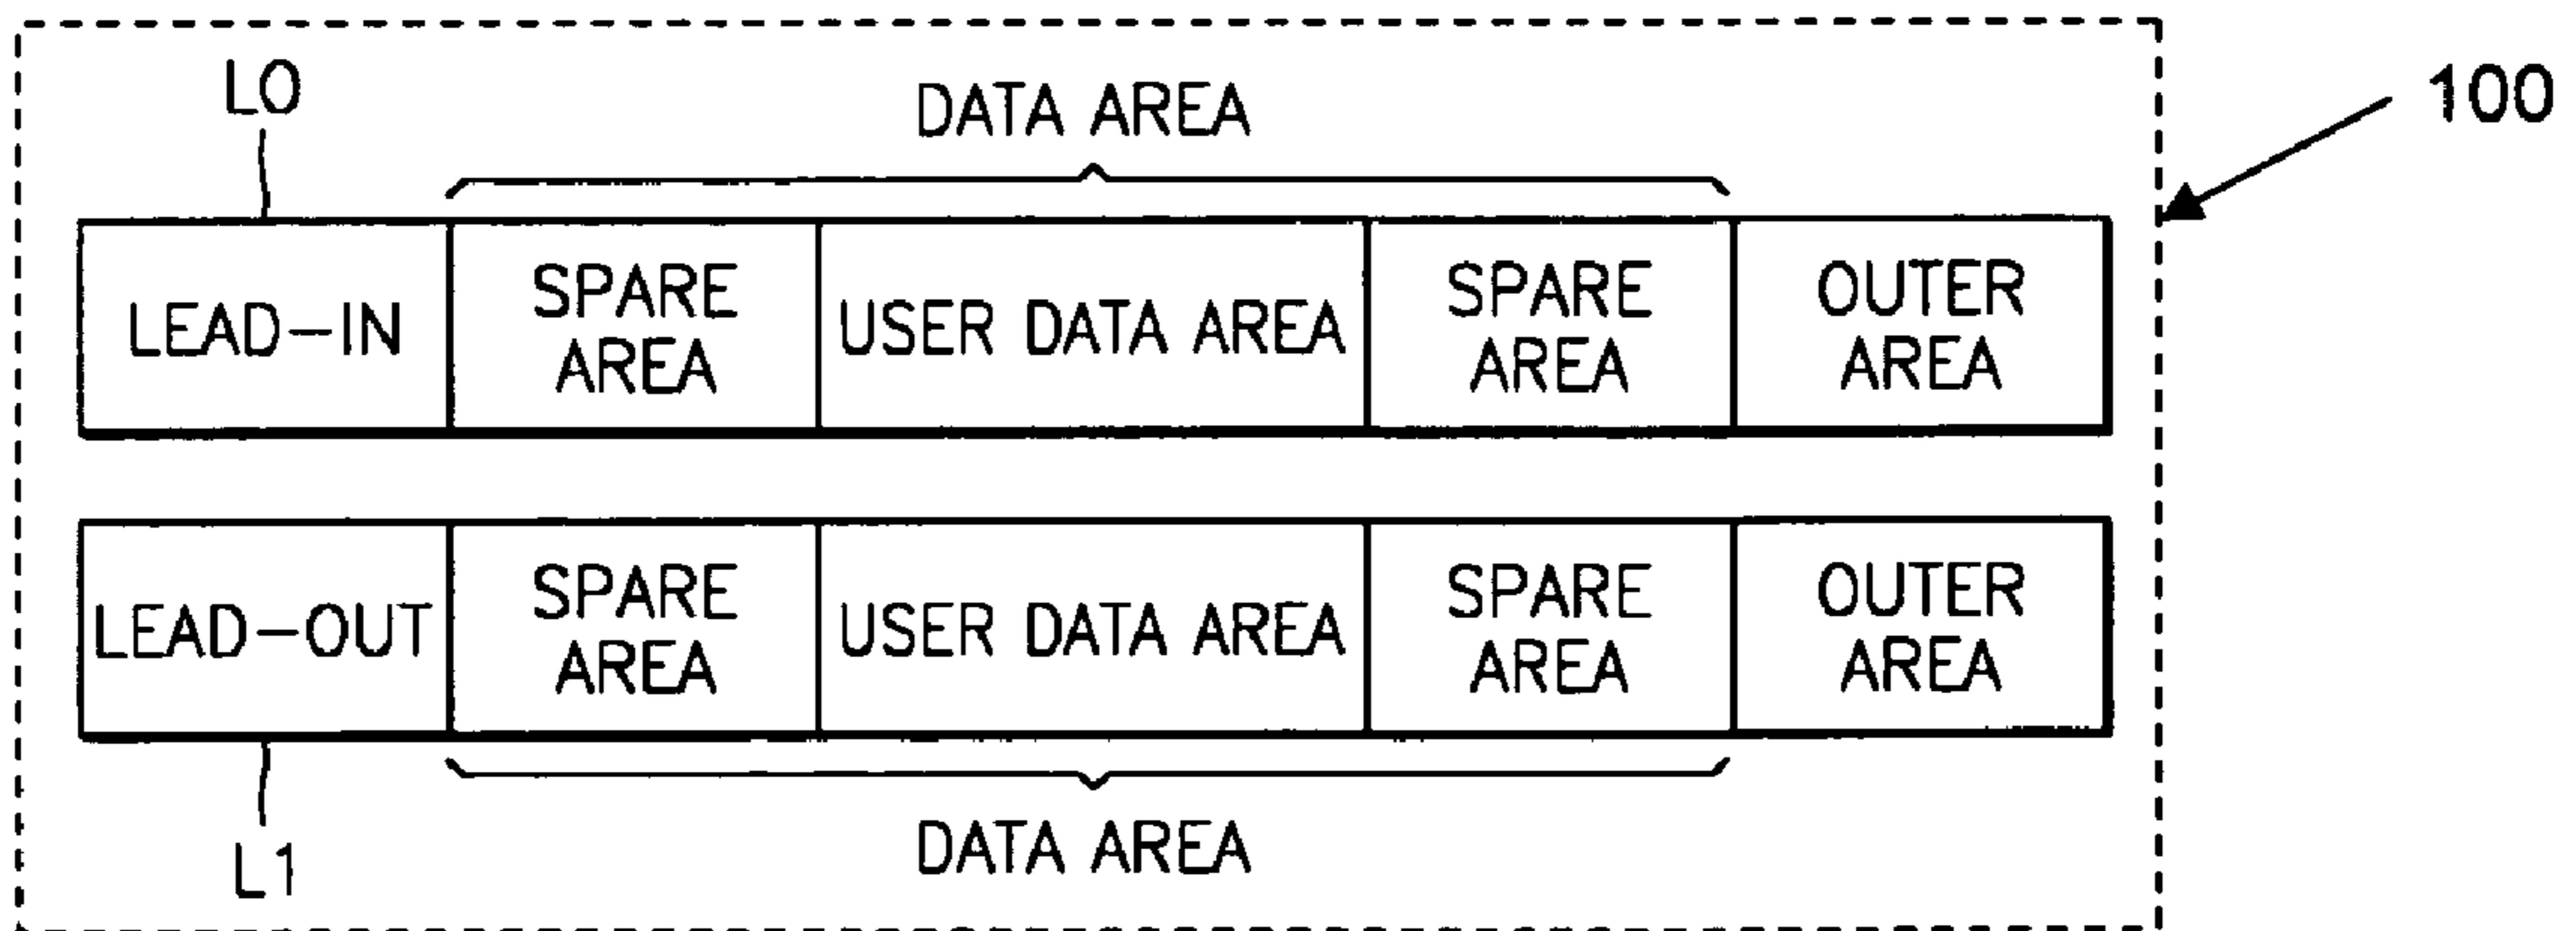 L0
DATA AREA
100
LEAD-IN
SPARE
AREA
USER DATA AREA
SPARE
AREA
OUTER
AREA
LEAD-OUT
SPARE
AREA
USER DATA AREA
SPARE
AREA
OUTER
AREA
L1
DATA AREA